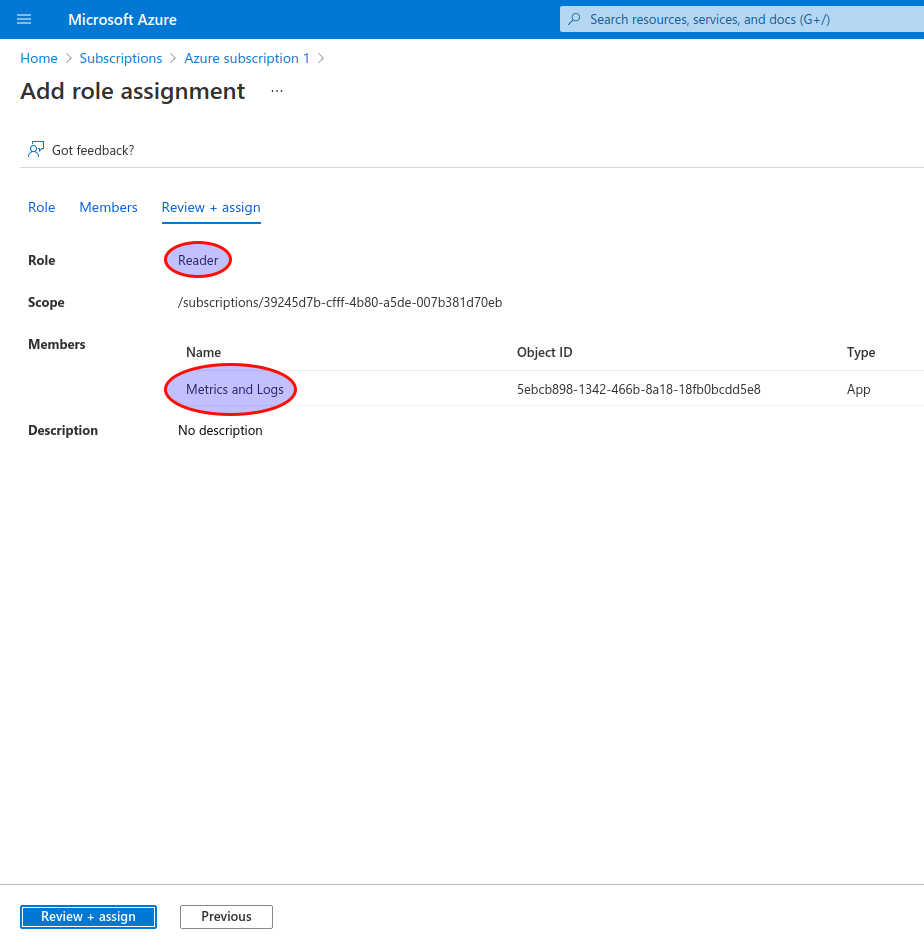 Microsoft Azure
Search resources, services, and docs (G+/)
Home > Subscriptions > Azure subscription 1 >
Add role assignment ...
Got feedback?
Role Members Review + assign
Role Reader
Scope /subscriptions/39245d7b-cfff-4b80-a5de-007b381d70eb
Members
Name Object ID Type
Metrics and Logs 5ebcb898-1342-466b-8a18-18fb0bcdd5e8 App
Description No description
Review + assign Previous